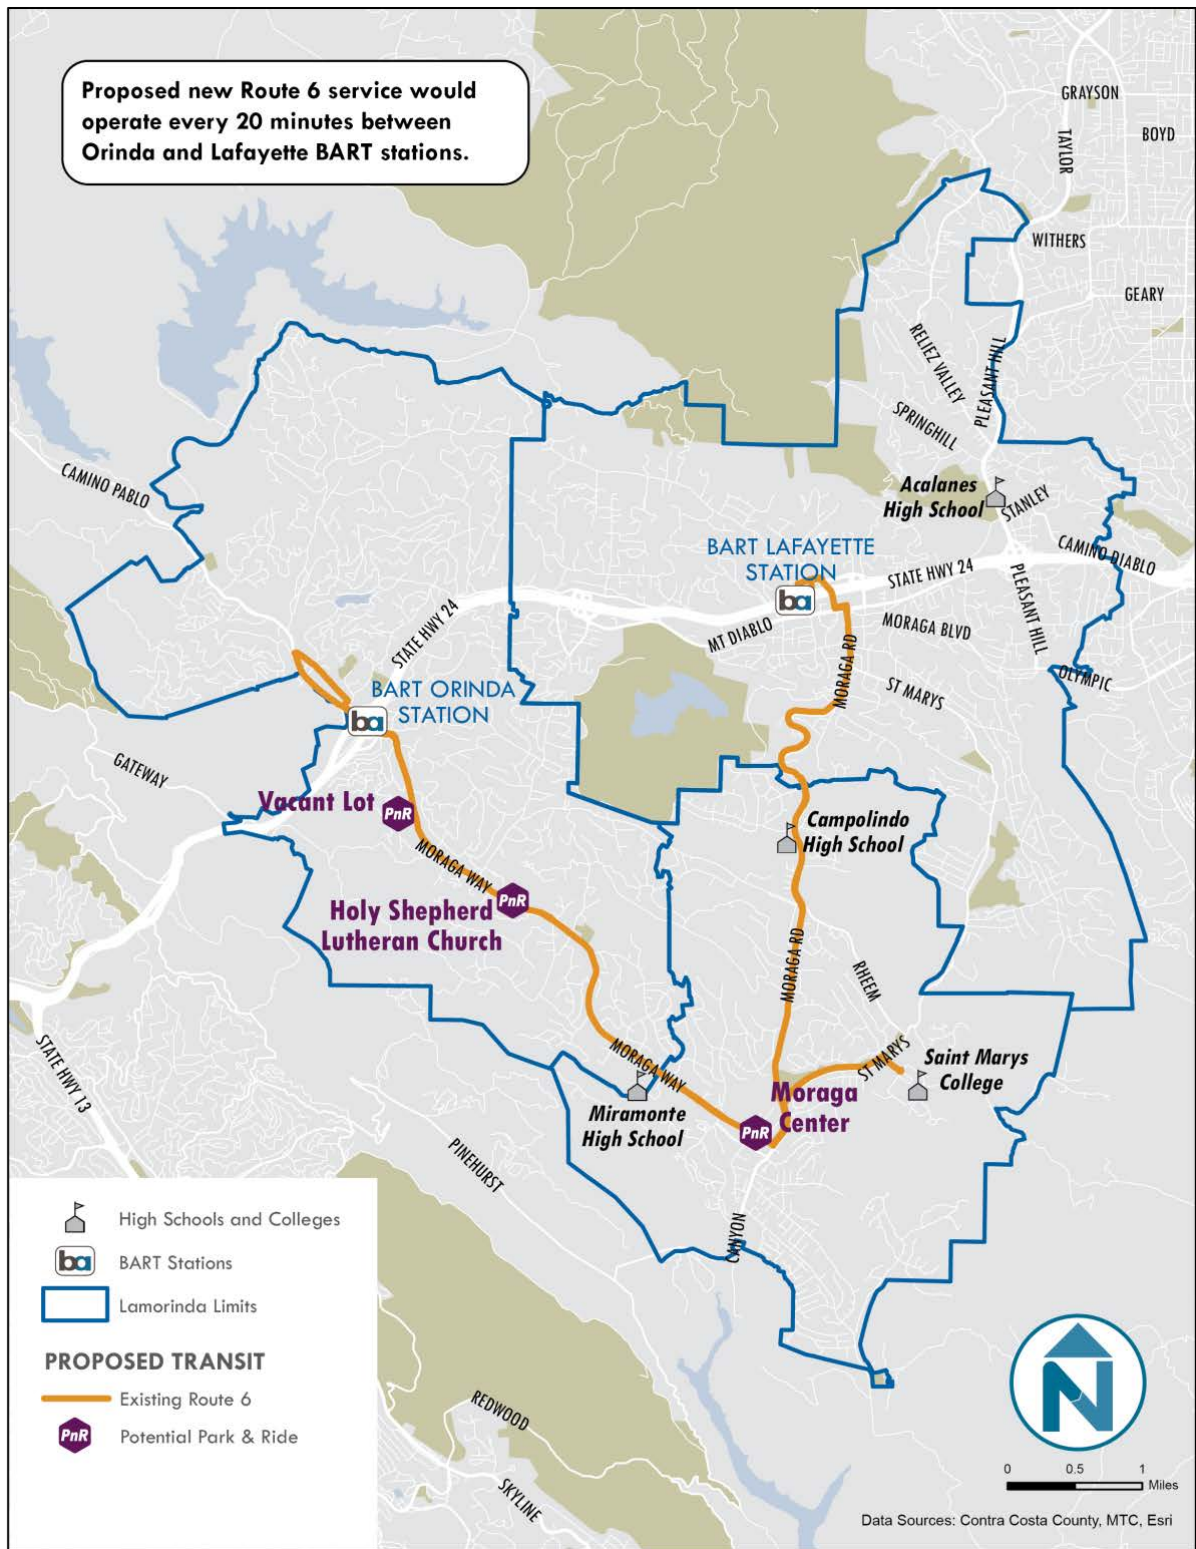 Proposed new Route 6 service would
operate every 20 minutes between
Orinda and Lafayette BART stations.
GRAYSON
TAYLOR
BOYD
WITHERS
GEARY
RELIEZ VALLEY
PLEASANT HILL
SPRINGHILL
CAMINO PABLO
Acalanes
High School
STANLEY
BART LAFAYETTE
STATION
ba
CAMINO DIABLO
STATE HWY 24
STATE HWY 24
PLEASANT HILL
MT DIABLO
MORAGA BLVD
MORAGA RD
ST MARYS
OLYMPIC
BART ORINDA
STATION
ba
GATEWAY
Vacant Lot
PnR
Campolindo
High School
MORAGA WAY
Holy Shepherd
Lutheran Church
PnR
MORAGA RD
RHEEM
STATE HWY 13
MORAGA WAY
ST MARYS
Saint Marys
College
Miramonte
High School
Moraga
Center
PnR
PINEHURST
CANYON
High Schools and Colleges
ba
BART Stations
Lamorinda Limits
PROPOSED TRANSIT
Existing Route 6
PnR
Potential Park & Ride
REDWOOD
SKYLINE
N
0 0.5 1
Miles
Data Sources: Contra Costa County, MTC, Esri